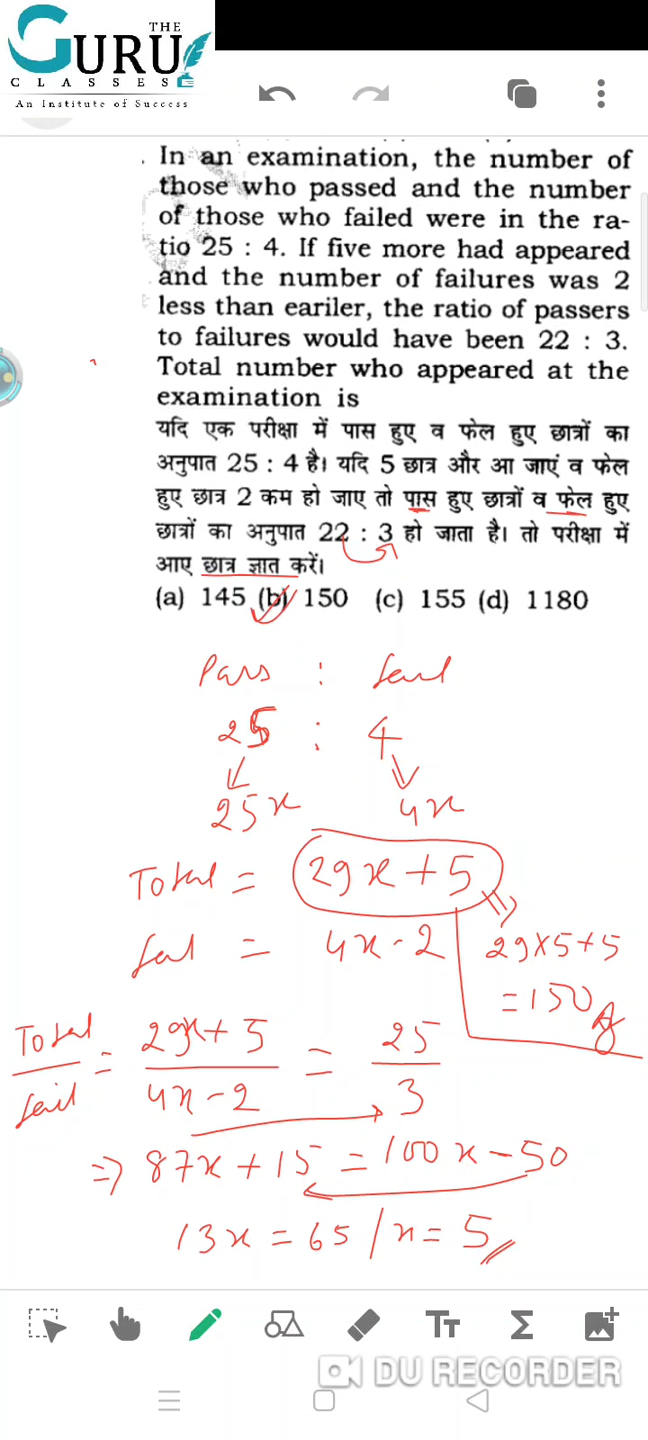 THE
GURU
CLASSES
An Institute of Success
In an examination, the number of
those who passed and the number
of those who failed were in the ra-
tio 25 : 4. If five more had appeared
and the number of failures was 2
less than eariler, the ratio of passers
to failures would have been 22 : 3.
Total number who appeared at the
examination is
यदि एक परीक्षा में पास हुए व फेल हुए छात्रों का
अनुपात 25 : 4 है। यदि 5 छात्र और आ जाएं व फेल
हुए छात्र 2 कम हो जाए तो पास हुए छात्रों व फेल हुए
छात्रों का अनुपात 22 : 3 हो जाता है। तो परीक्षा में
आए छात्र ज्ञात करें।
(a) 145 (b) 150 (c) 155 (d) 1180
Pass : fail
25 : 4
25x 4x
Total = 29x + 5
fail = 4x - 2
29x5+5
= 150
Total/fail = 29x + 5/4x - 2 = 25/3
⇒ 87x + 15 = 100x - 50
13x = 65 / x = 5
TT Σ
DU RECORDER